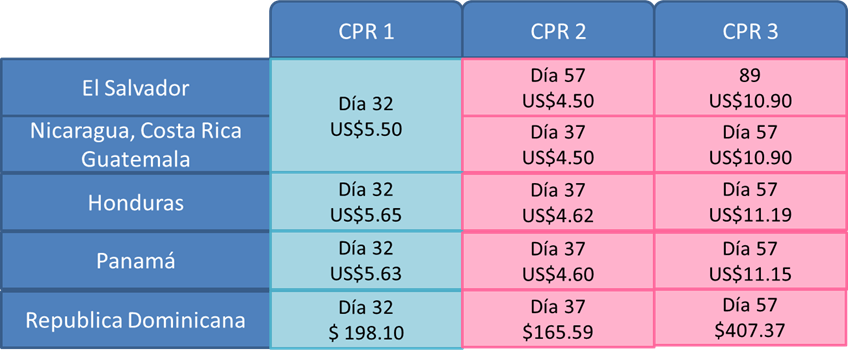 CPR 1
CPR 2
CPR 3
El Salvador
Día 32
US$5.50
Día 57
US$4.50
89
US$10.90
Nicaragua, Costa Rica
Guatemala
Día 37
US$4.50
Día 57
US$10.90
Honduras
Día 32
US$5.65
Día 37
US$4.62
Día 57
US$11.19
Panamá
Día 32
US$5.63
Día 37
US$4.60
Día 57
US$11.15
Republica Dominicana
Día 32
$ 198.10
Día 37
$165.59
Día 57
$407.37